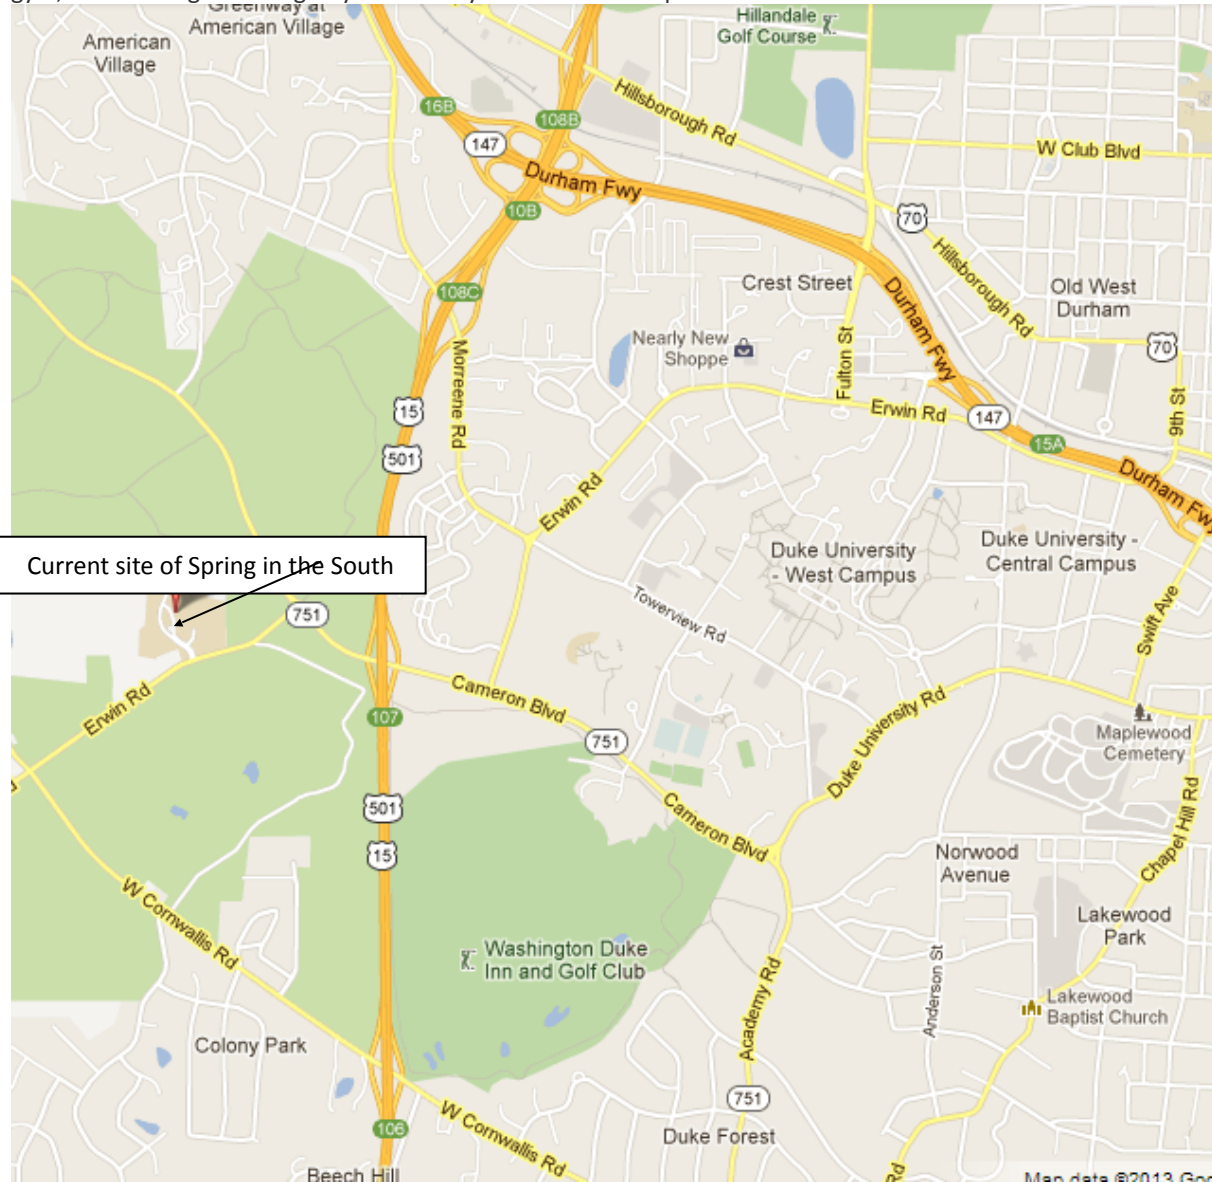 Greenway at
American Village
American
Village
Hillandale
Golf Course
16B
108B
147
Hillsborough Rd
W Club Blvd
Durham Fwy
10B
70
Hillsborough Rd
108C
Crest Street
Durham Fwy
Old West
Durham
Nearly New
Shoppe
Fulton St
70
Morreene Rd
15
Erwin Rd
147
9th St
501
15A
Durham Fwy
Erwin Rd
Current site of Spring in the South
Duke University
- West Campus
Duke University -
Central Campus
751
Towerview Rd
Swift Ave
Erwin Rd
Cameron Blvd
107
Duke University Rd
751
Maplewood
Cemetery
501
Cameron Blvd
Chapel Hill Rd
15
Norwood
Avenue
W Cornwallis Rd
Lakewood
Park
Washington Duke
Inn and Golf Club
Academy Rd
Anderson St
Lakewood
Baptist Church
Colony Park
751
106
W Cornwallis Rd
Duke Forest
Rd
Beech Hill
Map data ©2013 Goo